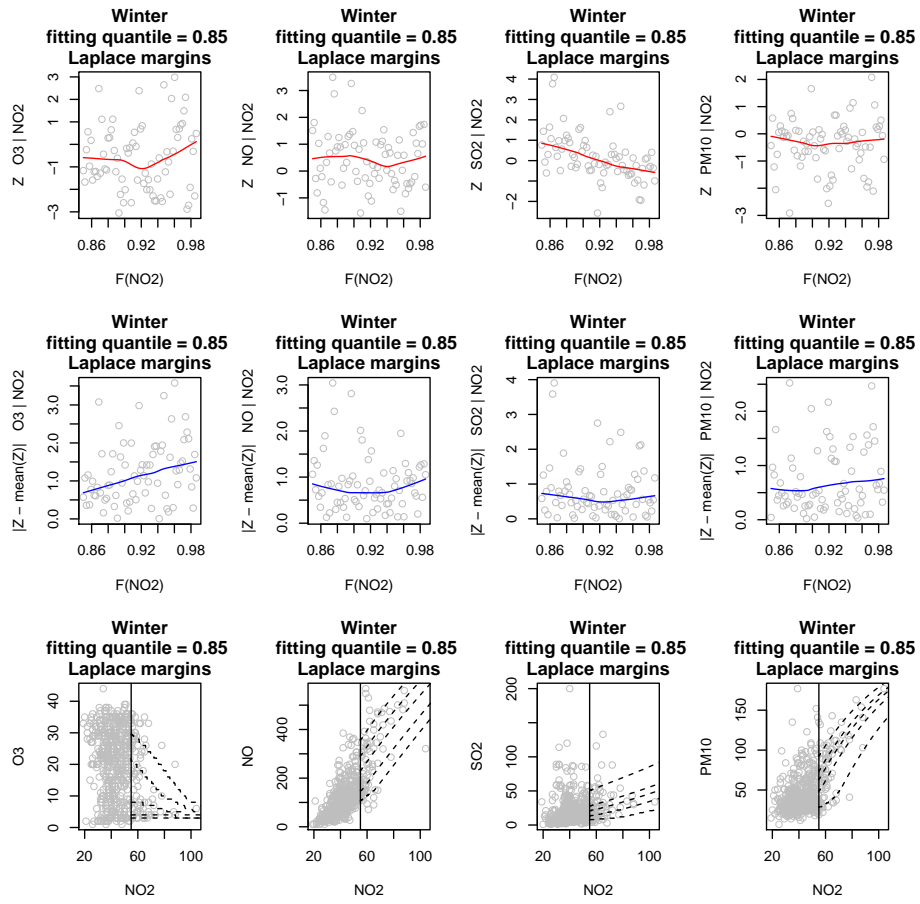 Winter
fitting quantile = 0.85
Laplace margins
Z O3 | NO2
3
1
−1
−3
0.86 0.92 0.98
F(NO2)
Winter
fitting quantile = 0.85
Laplace margins
Z NO | NO2
3
2
1
0
−1
0.86 0.92 0.98
F(NO2)
Winter
fitting quantile = 0.85
Laplace margins
Z SO2 | NO2
4
2
0
−2
0.86 0.92 0.98
F(NO2)
Winter
fitting quantile = 0.85
Laplace margins
Z PM10 | NO2
2
0
−1
−3
0.86 0.92 0.98
F(NO2)
Winter
fitting quantile = 0.85
Laplace margins
|Z − mean(Z)| O3 | NO2
3.0
2.0
1.0
0.0
0.86 0.92 0.98
F(NO2)
Winter
fitting quantile = 0.85
Laplace margins
|Z − mean(Z)| NO | NO2
3.0
2.0
1.0
0.0
0.86 0.92 0.98
F(NO2)
Winter
fitting quantile = 0.85
Laplace margins
|Z − mean(Z)| SO2 | NO2
4
3
2
1
0
0.86 0.92 0.98
F(NO2)
Winter
fitting quantile = 0.85
Laplace margins
|Z − mean(Z)| PM10 | NO2
2.0
1.0
0.0
0.86 0.92 0.98
F(NO2)
Winter
fitting quantile = 0.85
Laplace margins
O3
40
30
20
10
0
20 60 100
NO2
Winter
fitting quantile = 0.85
Laplace margins
NO
400
200
0
20 60 100
NO2
Winter
fitting quantile = 0.85
Laplace margins
SO2
200
150
100
50
0
20 60 100
NO2
Winter
fitting quantile = 0.85
Laplace margins
PM10
150
100
50
20 60 100
NO2